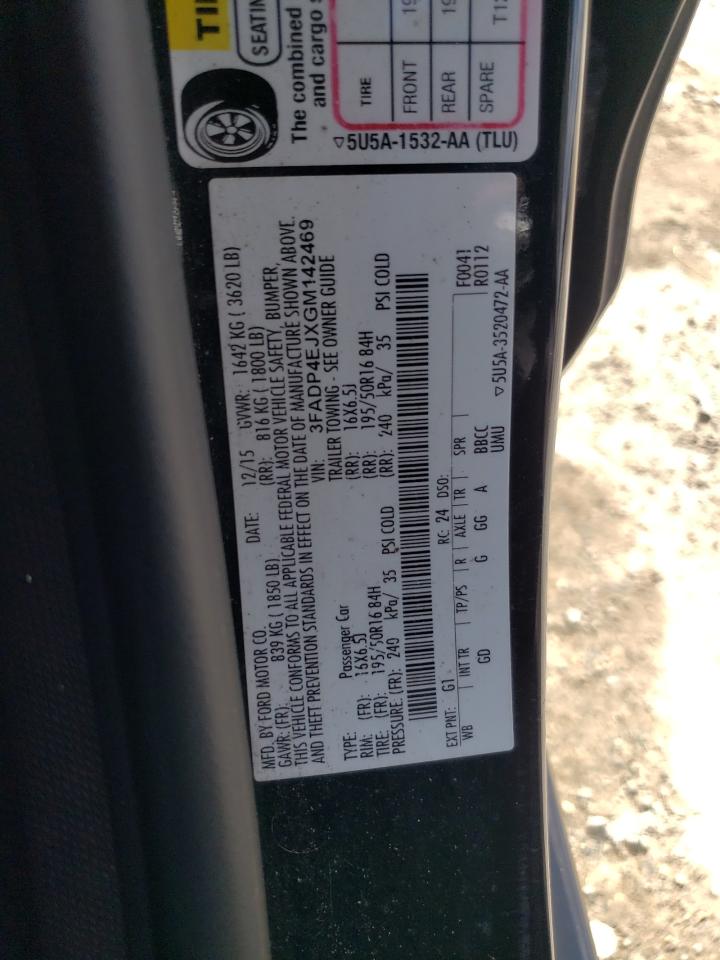 TIRE
SEATIN
The combined
and cargo
TIRE
FRONT 19
REAR 19
SPARE T12
▽5U5A-1532-AA (TLU)
MFD. BY FORD MOTOR CO. DATE: 12/15 GVWR: 1642 KG ( 3620 LB)
GAWR: (FR): 839 KG ( 1850 LB) (RR): 816 KG ( 1800 LB)
THIS VEHICLE CONFORMS TO ALL APPLICABLE FEDERAL MOTOR VEHICLE SAFETY, BUMPER,
AND THEFT PREVENTION STANDARDS IN EFFECT ON THE DATE OF MANUFACTURE SHOWN ABOVE.
VIN: 3FADP4EJXGM142469
TYPE: Passenger Car TRAILER TOWING - SEE OWNER GUIDE
RIM: (FR): 16X6.5J (RR): 16X6.5J
TIRE: (FR): 195/50R16 84H (RR): 195/50R16 84H
PRESSURE: (FR): 240 kPa/ 35 PSI COLD (RR): 240 kPa/ 35 PSI COLD
EXT PNT: G1 RC: 24 DSO: F0041
WB INT TR TP/PS R AXLE TR SPR R0112
GD G GG A BBCC
UMU ▽5U5A-3520472-AA